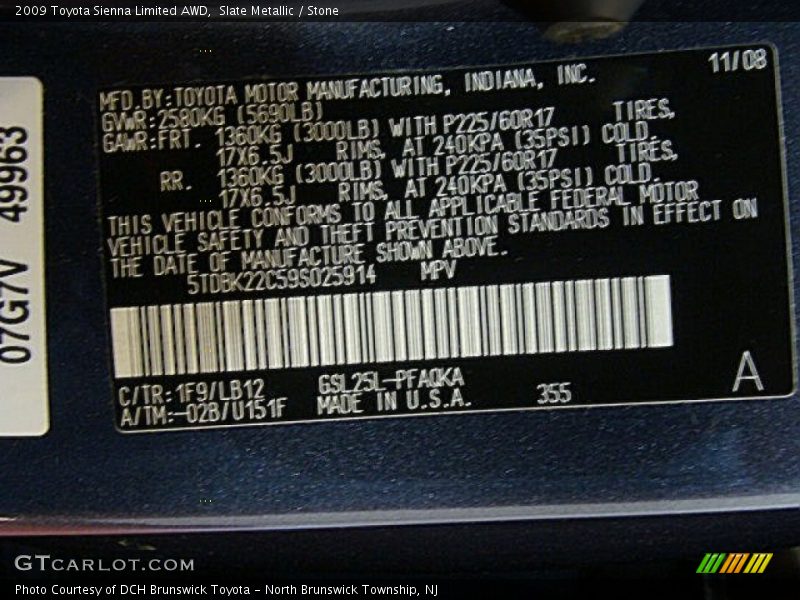 2009 Toyota Sienna Limited AWD,  Slate Metallic / Stone
11/08
MFD.BY:TOYOTA MOTOR MANUFACTURING, INDIANA, INC.
GVWR:2580KG (5690LB)
GAWR:FRT. 1360KG (3000LB) WITH P225/60R17 TIRES,
17X6.5J RIMS, AT 240KPA (35PSI) COLD.
RR. 1360KG (3000LB) WITH P225/60R17 TIRES,
17X6.5J RIMS, AT 240KPA (35PSI) COLD.
THIS VEHICLE CONFORMS TO ALL APPLICABLE FEDERAL MOTOR
VEHICLE SAFETY AND THEFT PREVENTION STANDARDS IN EFFECT ON
THE DATE OF MANUFACTURE SHOWN ABOVE.
5TDBK22C59S025914 MPV
C/TR:1F9/LB12 GSL25L-PFAQKA
A/TM:-02B/U151F MADE IN U.S.A. 355 A
07G7V 49963
GTCARLOT.COM
Photo Courtesy of DCH Brunswick Toyota - North Brunswick Township, NJ